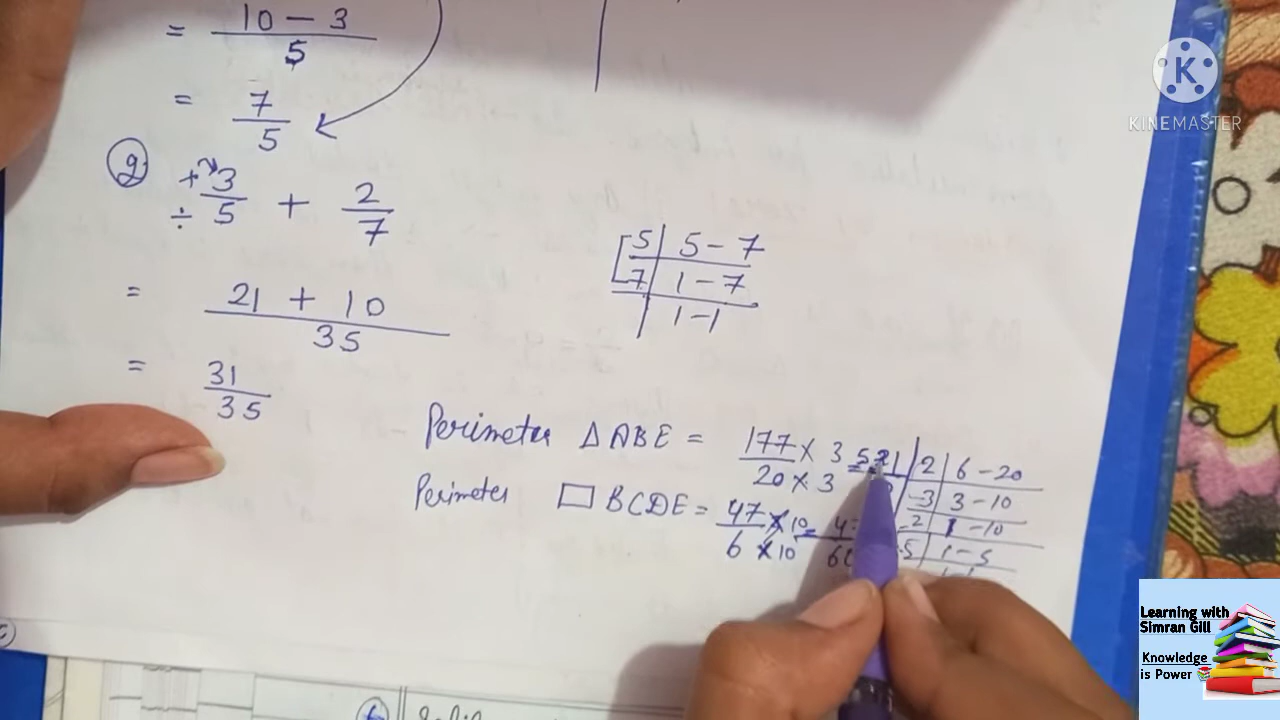 = 10 - 3
5
= 7
5
2) 3/5 + 2/7
÷
= 21 + 10
35
= 31
35
5 | 5 - 7
7 | 1 - 7
| 1 - 1
Perimeter △ABE = 177 × 3
20 × 3
2 | 6 - 20
3 | 3 - 10
2 | 1 - 10
5 | 1 - 5
Perimeter □ BCDE = 47 × 10 =
6 × 10
KINEMASTER
K
Learning with
Simran Gill
Knowledge
is Power